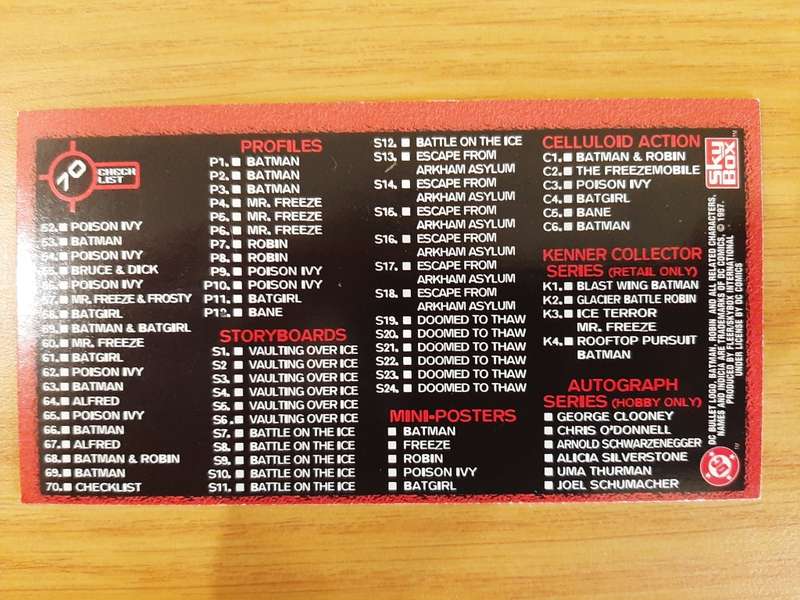 70
CHECK
LIST
52. POISON IVY
53. BATMAN
54. POISON IVY
55. BRUCE & DICK
56. POISON IVY
57. MR. FREEZE & FROSTY
58. BATGIRL
59. BATMAN & BATGIRL
60. MR. FREEZE
61. BATGIRL
62. POISON IVY
63. BATMAN
64. ALFRED
65. POISON IVY
66. BATMAN
67. ALFRED
68. BATMAN & ROBIN
69. BATMAN
70. CHECKLIST
PROFILES
P1. BATMAN
P2. BATMAN
P3. BATMAN
P4. MR. FREEZE
P5. MR. FREEZE
P6. MR. FREEZE
P7. ROBIN
P8. ROBIN
P9. POISON IVY
P10. POISON IVY
P11. BATGIRL
P12. BANE
STORYBOARDS
S1. VAULTING OVER ICE
S2 VAULTING OVER ICE
S3. VAULTING OVER ICE
S4. VAULTING OVER ICE
S5. VAULTING OVER ICE
S6. VAULTING OVER ICE
S7. BATTLE ON THE ICE
S8. BATTLE ON THE ICE
S9. BATTLE ON THE ICE
S10. BATTLE ON THE ICE
S11. BATTLE ON THE ICE
S12. BATTLE ON THE ICE
S13. ESCAPE FROM
ARKHAM ASYLUM
S14. ESCAPE FROM
ARKHAM ASYLUM
S15. ESCAPE FROM
ARKHAM ASYLUM
S16. ESCAPE FROM
ARKHAM ASYLUM
S17. ESCAPE FROM
ARKHAM ASYLUM
S18. ESCAPE FROM
ARKHAM ASYLUM
S19. DOOMED TO THAW
S20. DOOMED TO THAW
S21. DOOMED TO THAW
S22. DOOMED TO THAW
S23. DOOMED TO THAW
S24. DOOMED TO THAW
MINI-POSTERS
BATMAN
FREEZE
ROBIN
POISON IVY
BATGIRL
CELLULOID ACTION
C1. BATMAN & ROBIN
C2. THE FREEZEMOBILE
C3. POISON IVY
C4. BATGIRL
C5. BANE
C6. BATMAN
KENNER COLLECTOR
SERIES (RETAIL ONLY)
K1. BLAST WING BATMAN
K2. GLACIER BATTLE ROBIN
K3. ICE TERROR
MR. FREEZE
K4. ROOFTOP PURSUIT
BATMAN
AUTOGRAPH
SERIES (HOBBY ONLY)
GEORGE CLOONEY
CHRIS O'DONNELL
ARNOLD SCHWARZENEGGER
ALICIA SILVERSTONE
UMA THURMAN
JOEL SCHUMACHER
SKY
BOX
TM
DC BULLET LOGO, BATMAN, ROBIN AND ALL RELATED CHARACTERS,
NAMES AND INDICIA ARE TRADEMARKS OF DC COMICS. © 1997.
PRODUCED BY FLEER/SKYBOX INTERNATIONAL
UNDER LICENSE BY DC COMICS
DC
TM